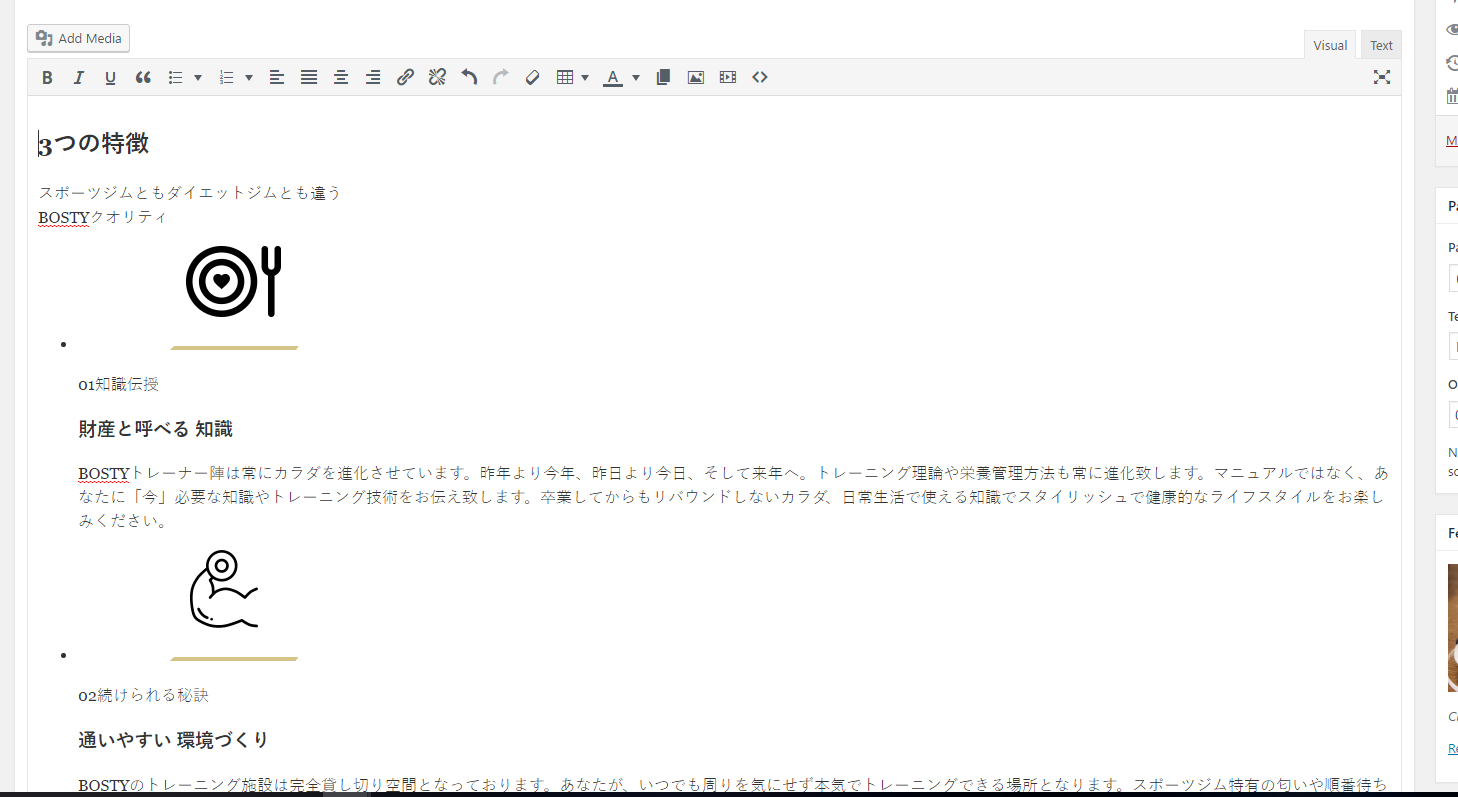 Add Media
Visual
Text
3つの特徴
スポーツジムともダイエットジムとも違う
BOSTYクオリティ
01知識伝授
財産と呼べる 知識
BOSTYトレーナー陣は常にカラダを進化させています。昨年より今年、昨日より今日、そして来年へ。トレーニング理論や栄養管理方法も常に進化致します。マニュアルではなく、あ
なたに「今」必要な知識やトレーニング技術をお伝え致します。卒業してからもリバウンドしないカラダ、日常生活で使える知識でスタイリッシュで健康的なライフスタイルをお楽し
みください。
02続けられる秘訣
通いやすい 環境づくり
BOSTYのトレーニング施設は完全貸し切り空間となっております。あなたが、いつでも周りを気にせず本気でトレーニングできる場所となります。スポーツジム特有の匂いや順番待ち